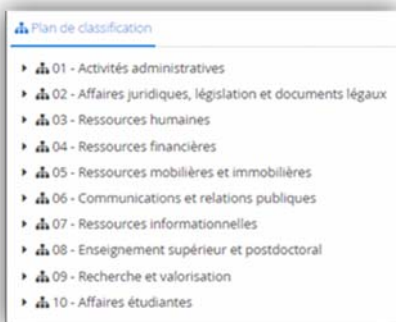 Plan de classification
01 - Activités administratives
02 - Affaires juridiques, législation et documents légaux
03 - Ressources humaines
04 - Ressources financières
05 - Ressources mobilières et immobilières
06 - Communications et relations publiques
07 - Ressources informationnelles
08 - Enseignement supérieur et postdoctoral
09 - Recherche et valorisation
10 - Affaires étudiantes